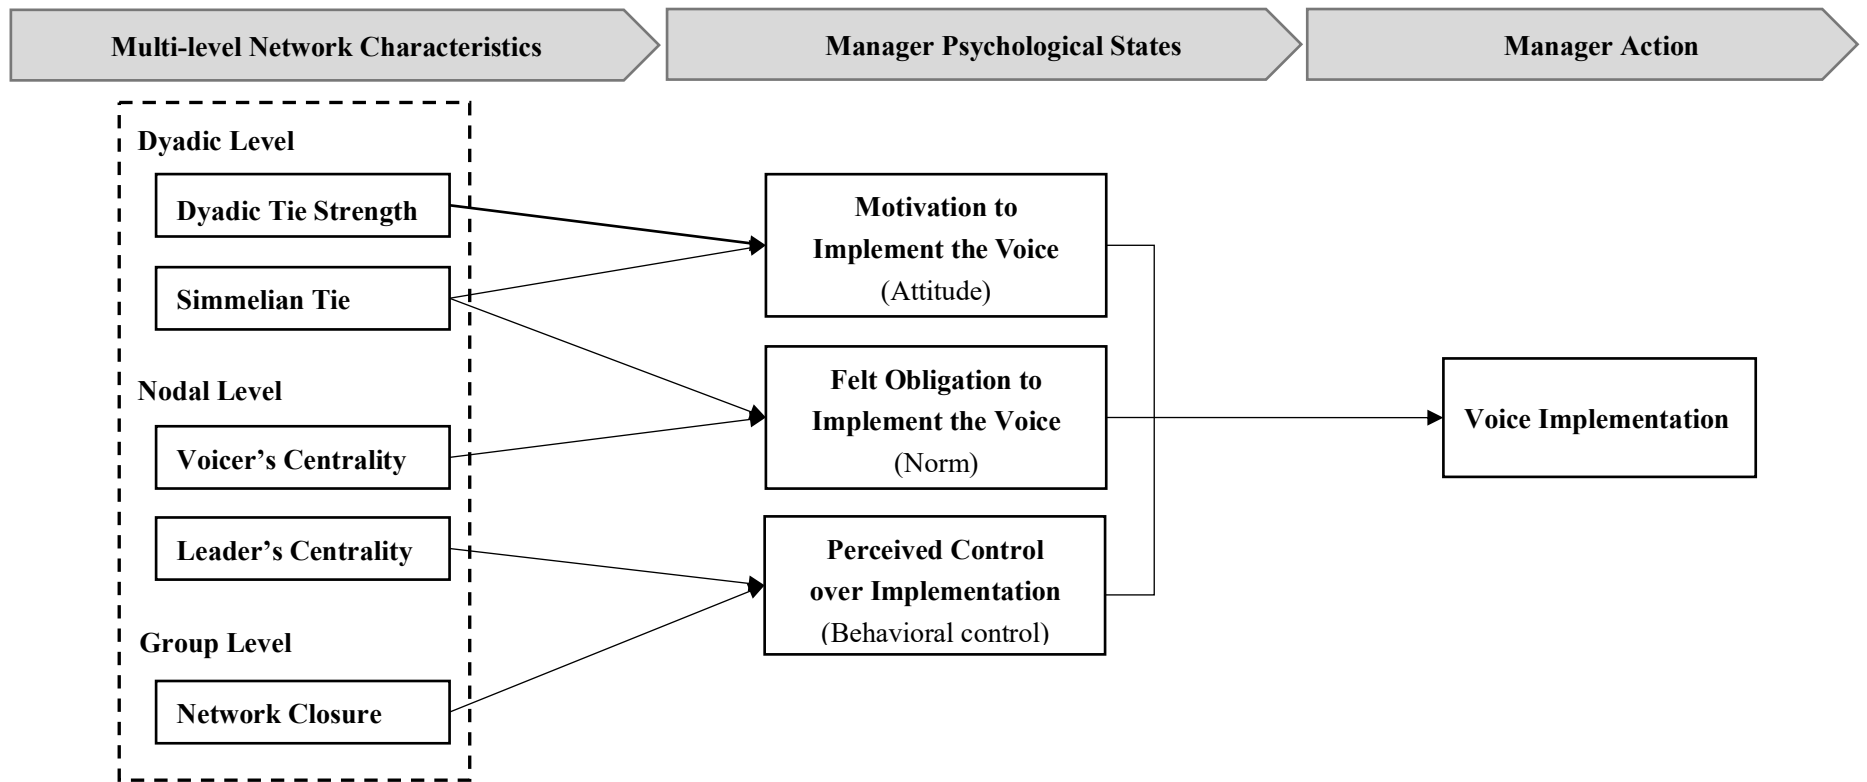 Multi-level Network Characteristics
Manager Psychological States
Manager Action
Dyadic Level
Dyadic Tie Strength
Simmelian Tie
Nodal Level
Voicer’s Centrality
Leader’s Centrality
Group Level
Network Closure
Motivation to
Implement the Voice
(Attitude)
Felt Obligation to
Implement the Voice
(Norm)
Perceived Control
over Implementation
(Behavioral control)
Voice Implementation